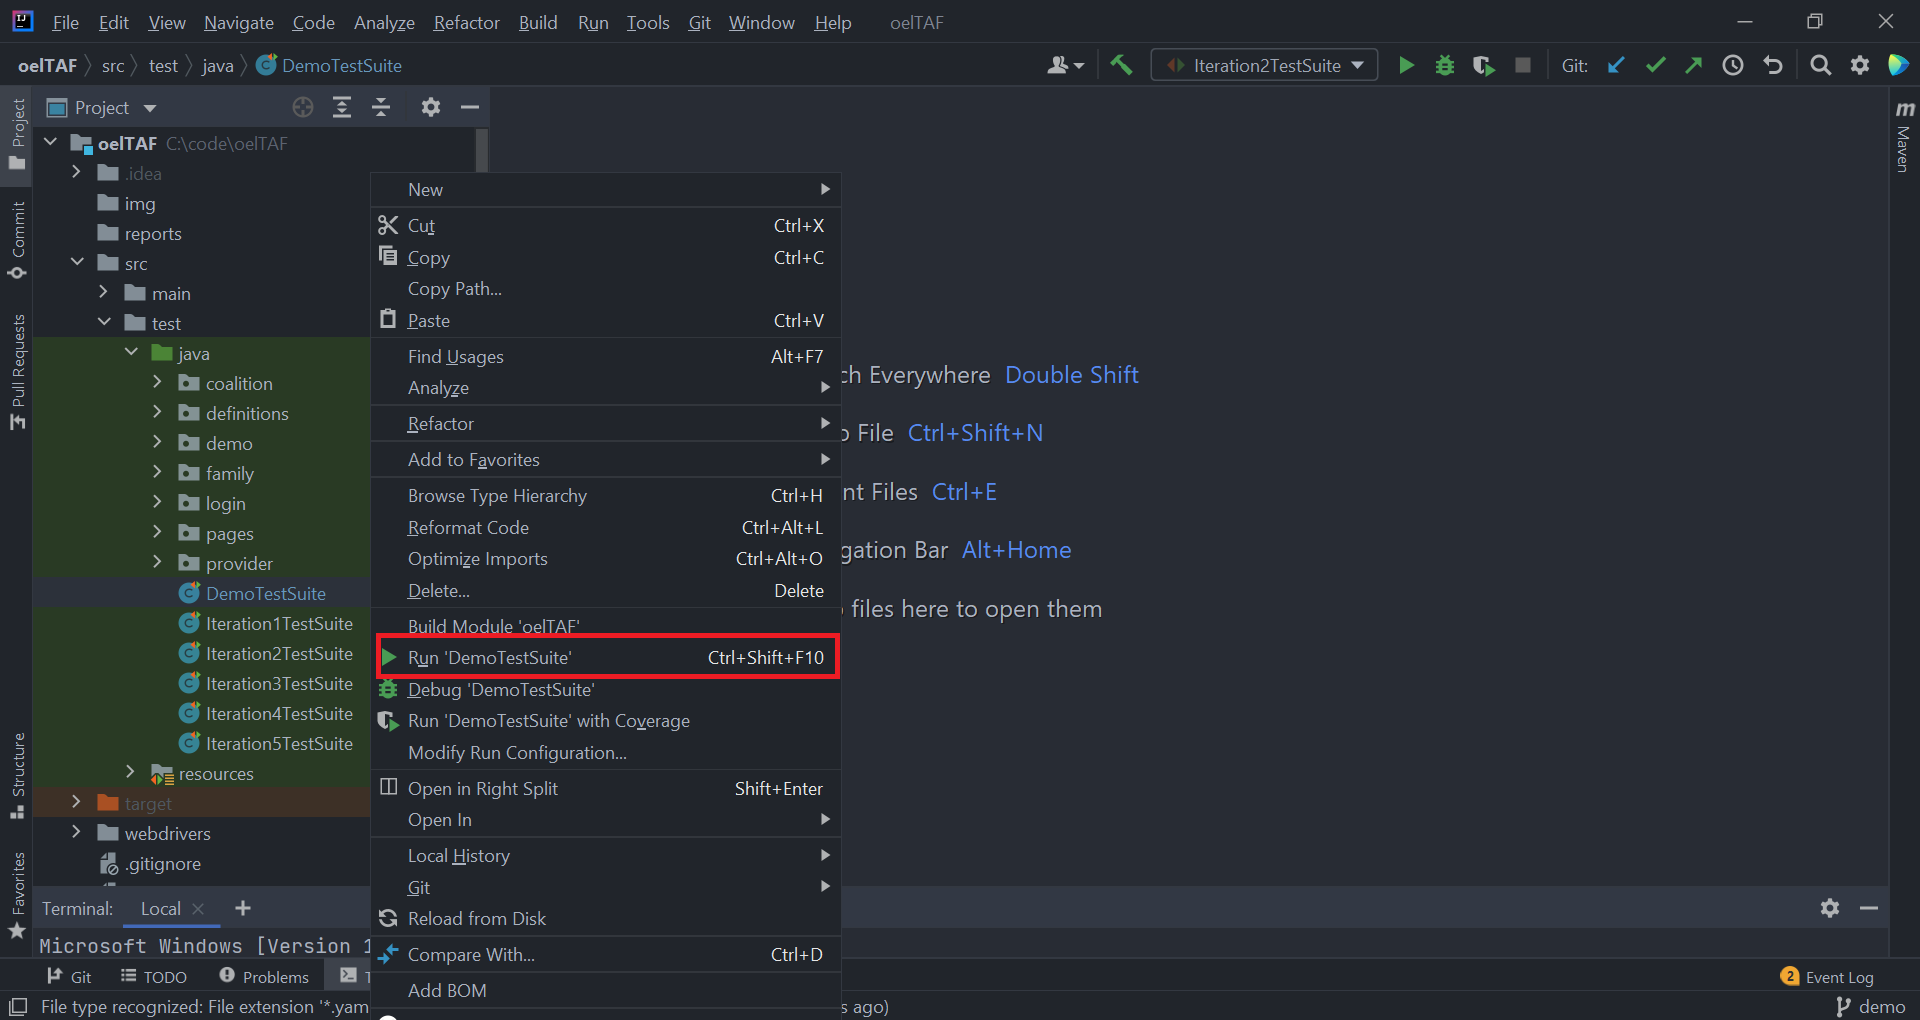 File Edit View Navigate Code Analyze Refactor Build Run Tools Git Window Help oelTAF
oelTAF src test java DemoTestSuite
Iteration2TestSuite
Git:
Project
oelTAF C:\code\oelTAF
.idea
img
reports
src
main
test
java
coalition
definitions
demo
family
login
pages
provider
DemoTestSuite
Iteration1TestSuite
Iteration2TestSuite
Iteration3TestSuite
Iteration4TestSuite
Iteration5TestSuite
resources
target
webdrivers
.gitignore
Project
Commit
Pull Requests
Structure
Favorites
New
Cut Ctrl+X
Copy Ctrl+C
Copy Path...
Paste Ctrl+V
Find Usages Alt+F7
Analyze
Refactor
Add to Favorites
Browse Type Hierarchy Ctrl+H
Reformat Code Ctrl+Alt+L
Optimize Imports Ctrl+Alt+O
Delete... Delete
Build Module 'oelTAF'
Run 'DemoTestSuite' Ctrl+Shift+F10
Debug 'DemoTestSuite'
Run 'DemoTestSuite' with Coverage
Modify Run Configuration...
Open in Right Split Shift+Enter
Open In
Local History
Git
Reload from Disk
Compare With... Ctrl+D
Add BOM
ch Everywhere Double Shift
o File Ctrl+Shift+N
nt Files Ctrl+E
gation Bar Alt+Home
files here to open them
m Maven
Terminal: Local
Microsoft Windows [Version 1
Git TODO Problems T
2 Event Log
File type recognized: File extension '*.yam
s ago)
demo